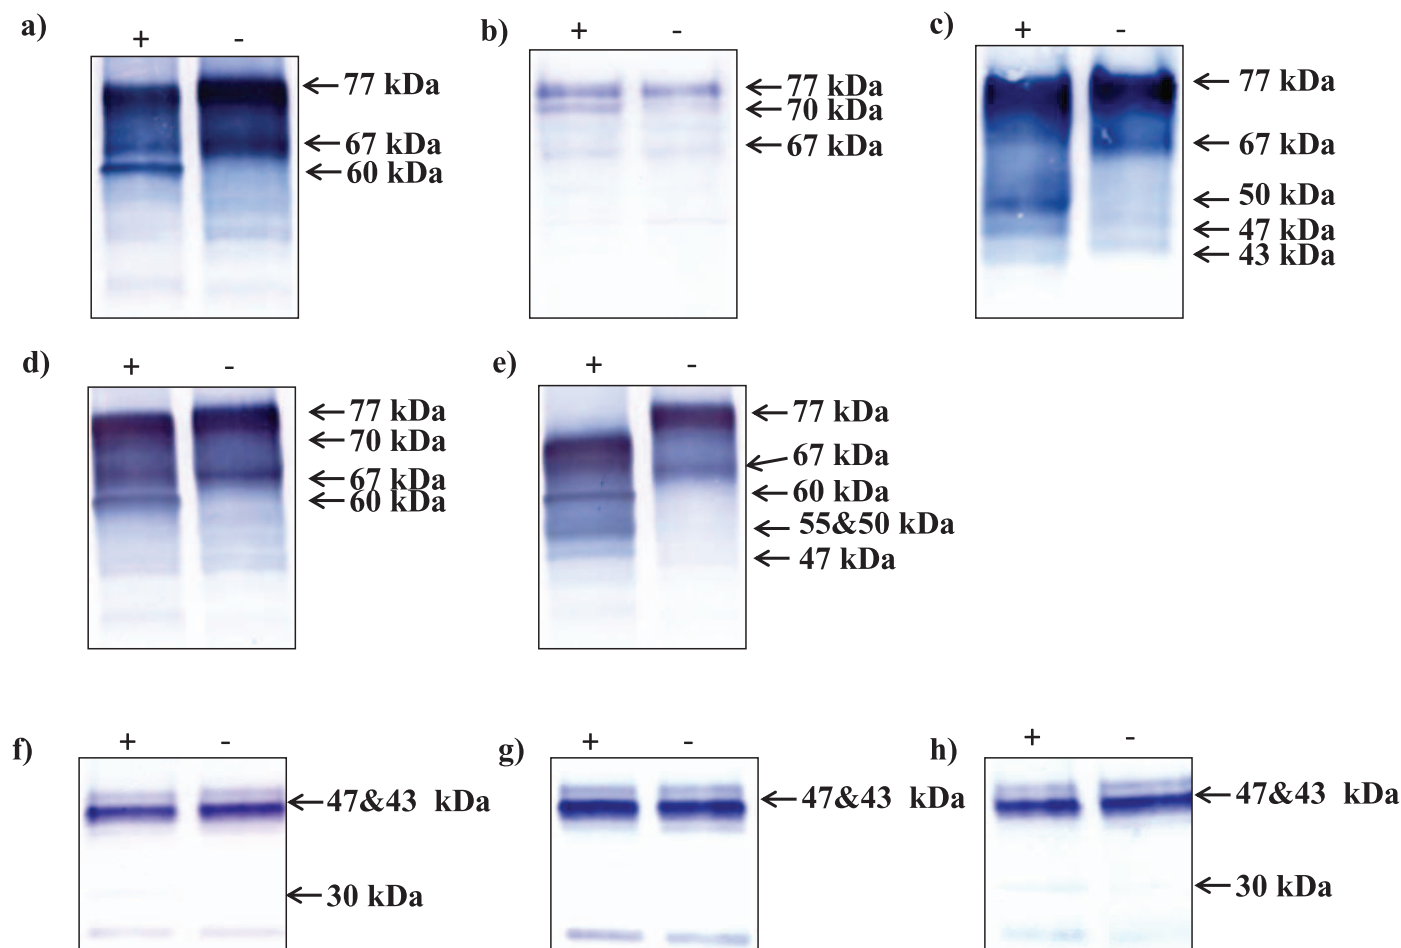 a)
+ -
77 kDa
67 kDa
60 kDa
b)
+ -
77 kDa
70 kDa
67 kDa
c)
+ -
77 kDa
67 kDa
50 kDa
47 kDa
43 kDa
d)
+ -
77 kDa
70 kDa
67 kDa
60 kDa
e)
+ -
77 kDa
67 kDa
60 kDa
55&50 kDa
47 kDa
f)
+ -
47&43 kDa
30 kDa
g)
+ -
47&43 kDa
h)
+ -
47&43 kDa
30 kDa